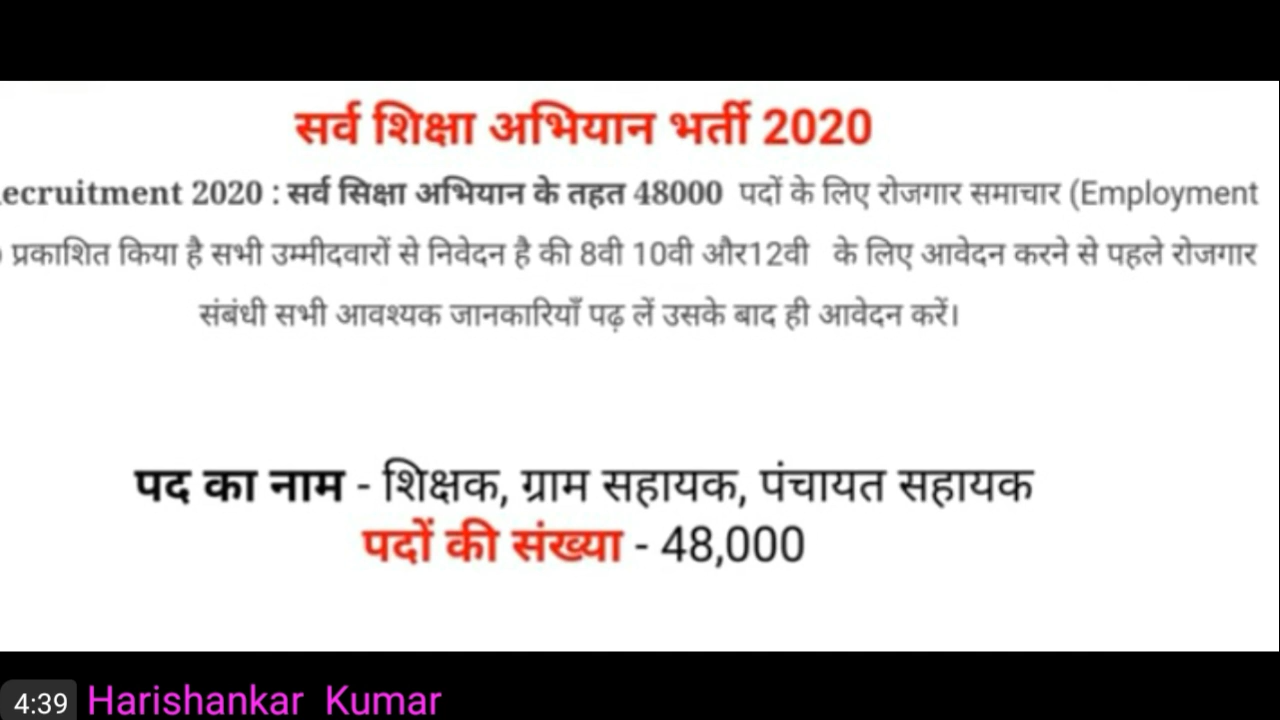 सर्व शिक्षा अभियान भर्ती 2020
ecruitment 2020 : सर्व सिक्षा अभियान के तहत 48000 पदों के लिए रोजगार समाचार (Employment
) प्रकाशित किया है सभी उम्मीदवारों से निवेदन है की 8वी 10वी और12वी के लिए आवेदन करने से पहले रोजगार
संबंधी सभी आवश्यक जानकारियाँ पढ़ लें उसके बाद ही आवेदन करें।
पद का नाम - शिक्षक, ग्राम सहायक, पंचायत सहायक
पदों की संख्या - 48,000
4:39 Harishankar Kumar